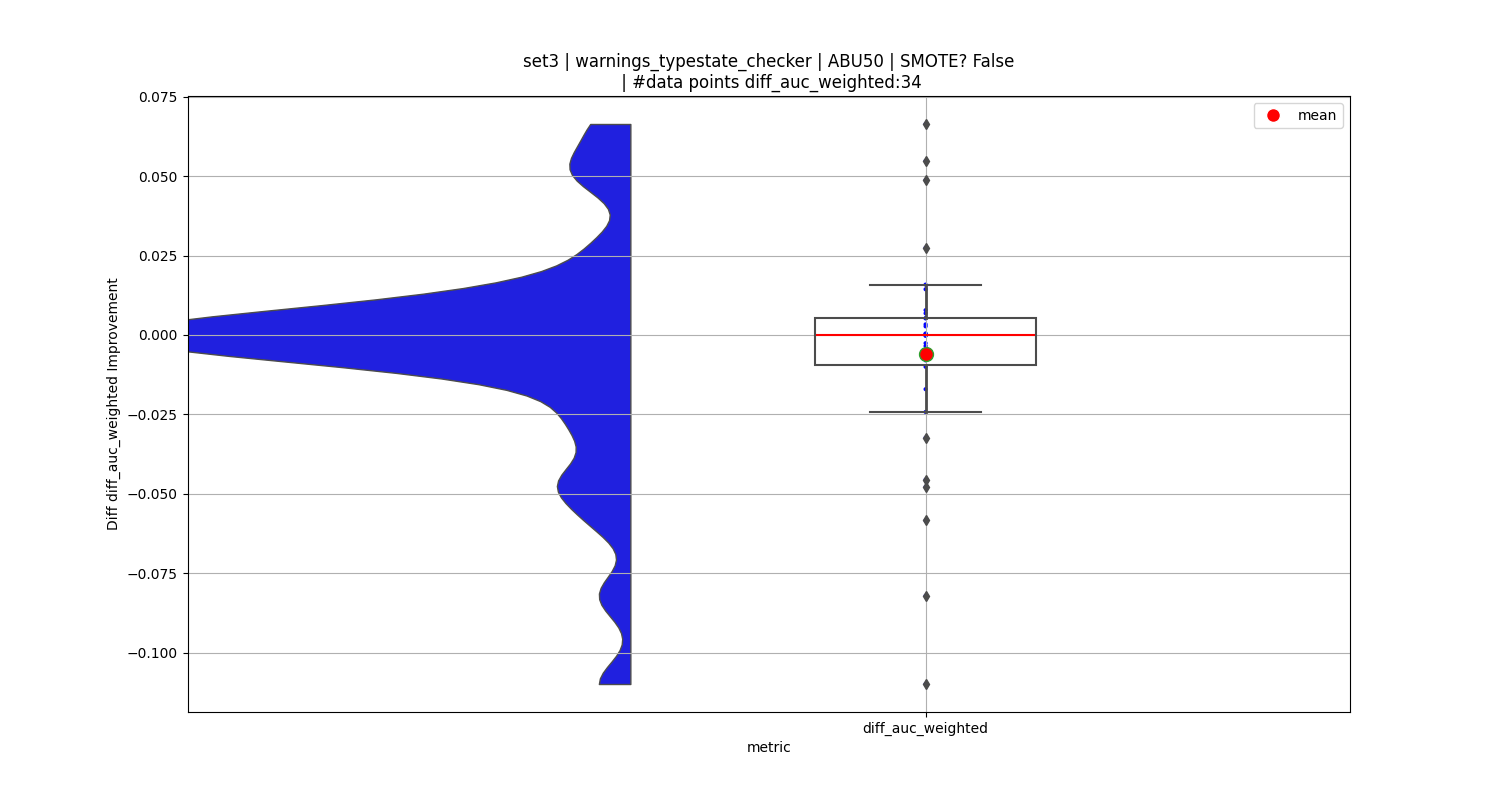 set3 | warnings_typestate_checker | ABU50 | SMOTE? False
| #data points diff_auc_weighted:34
mean
0.075
0.050
0.025
0.000
−0.025
−0.050
−0.075
−0.100
Diff diff_auc_weighted Improvement
diff_auc_weighted
metric